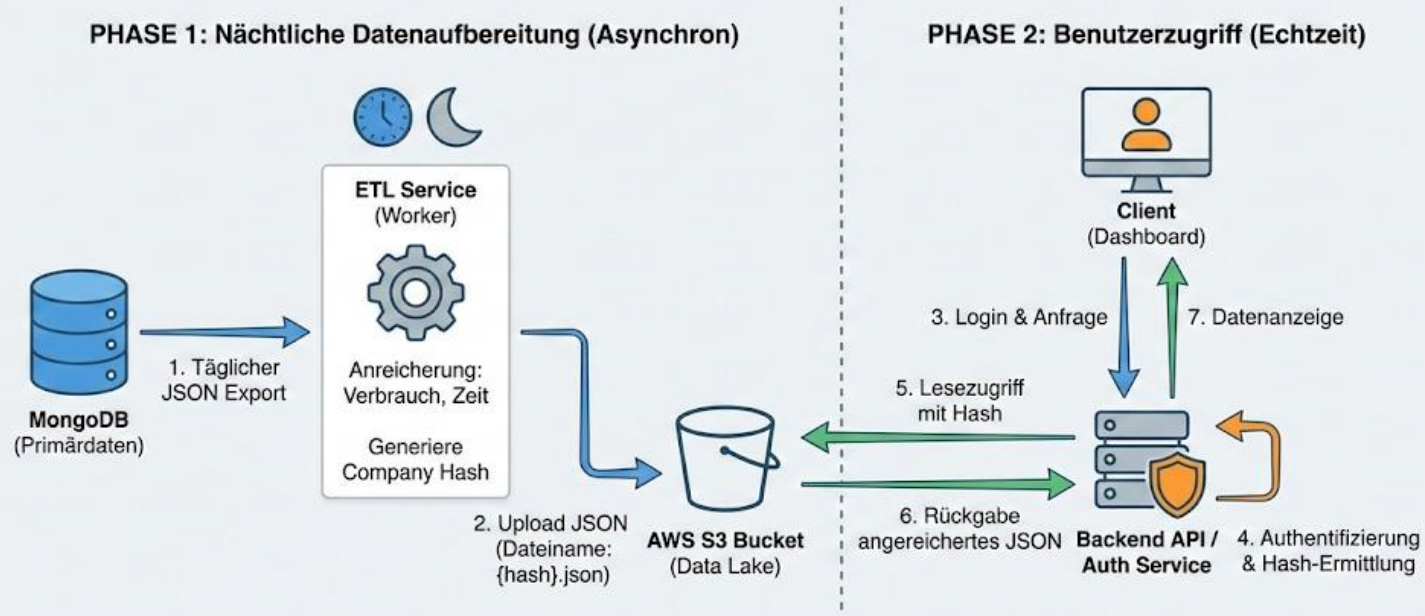 PHASE 1: Nächtliche Datenaufbereitung (Asynchron)
ETL Service
(Worker)
Anreicherung:
Verbrauch, Zeit
Generiere
Company Hash
1. Täglicher
JSON Export
MongoDB
(Primärdaten)
2. Upload JSON
(Dateiname:
{hash}.json)
AWS S3 Bucket
(Data Lake)
PHASE 2: Benutzerzugriff (Echtzeit)
Client
(Dashboard)
3. Login & Anfrage
7. Datenanzeige
5. Lesezugriff
mit Hash
6. Rückgabe
angereichertes JSON
Backend API /
Auth Service
4. Authentifizierung
& Hash-Ermittlung